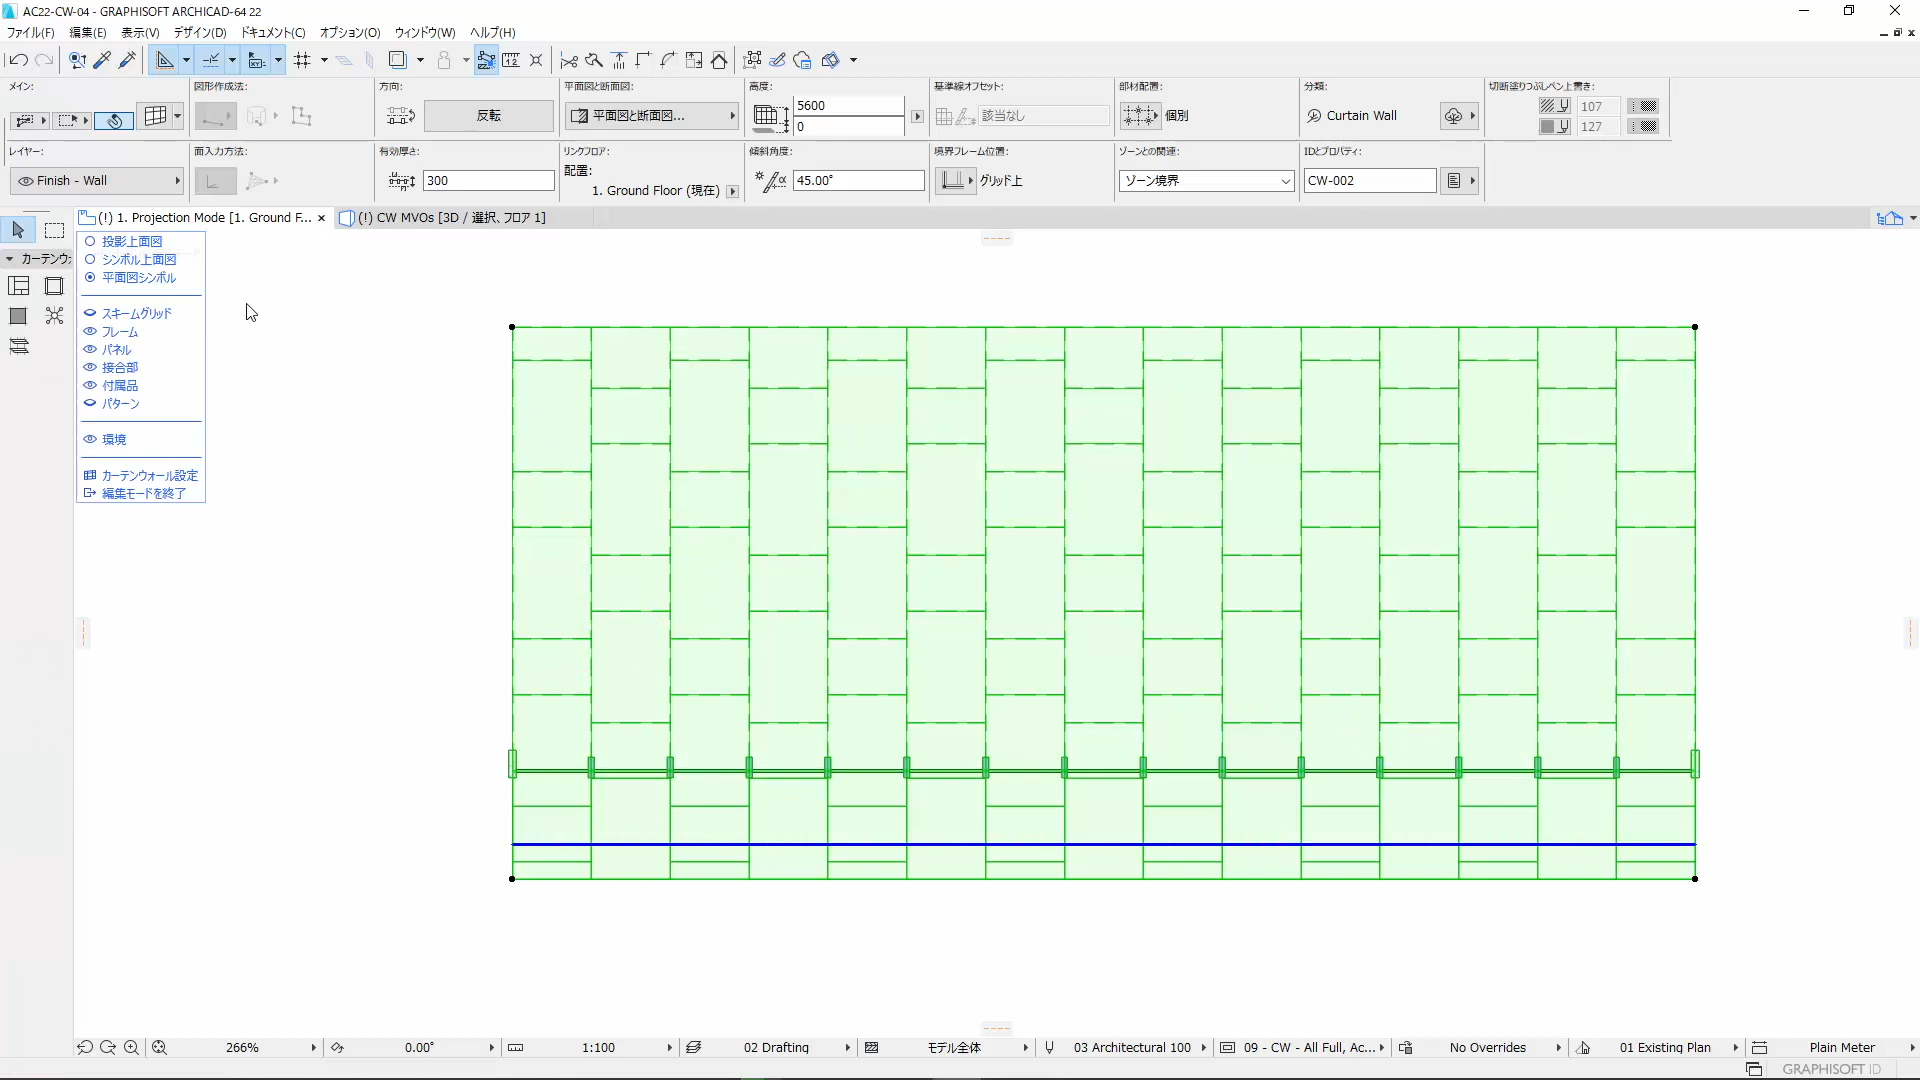 AC22-CW-04 - GRAPHISOFT ARCHICAD-64 22
ファイル(F) 編集(E) 表示(V) デザイン(D) ドキュメント(C) オプション(O) ウィンドウ(W) ヘルプ(H)
メイン: 図形作成法: 方向: 平面図と断面図: 高度: 基準線オフセット: 部材配置: 分類: 切断塗りつぶしペン上書き:
反転 平面図と断面図... 5600 0 該当なし 個別 Curtain Wall 107 127
レイヤー: 面入力方法: 有効厚さ: リンクフロア: 傾斜角度: 境界フレーム位置: ゾーンとの関連: IDとプロパティ:
Finish - Wall 300 配置: 45.00° グリッド上 ゾーン境界 CW-002
1. Ground Floor (現在)
(!) 1. Projection Mode [1. Ground F... (!) CW MVOs [3D / 選択、フロア 1]
カーテンウ
投影上面図
シンボル上面図
平面図シンボル
スキームグリッド
フレーム
パネル
接合部
付属品
パターン
環境
カーテンウォール設定
編集モードを終了
266% 0.00° 1:100 02 Drafting モデル全体 03 Architectural 100 09 - CW - All Full, Ac... No Overrides 01 Existing Plan Plain Meter
GRAPHISOFT ID